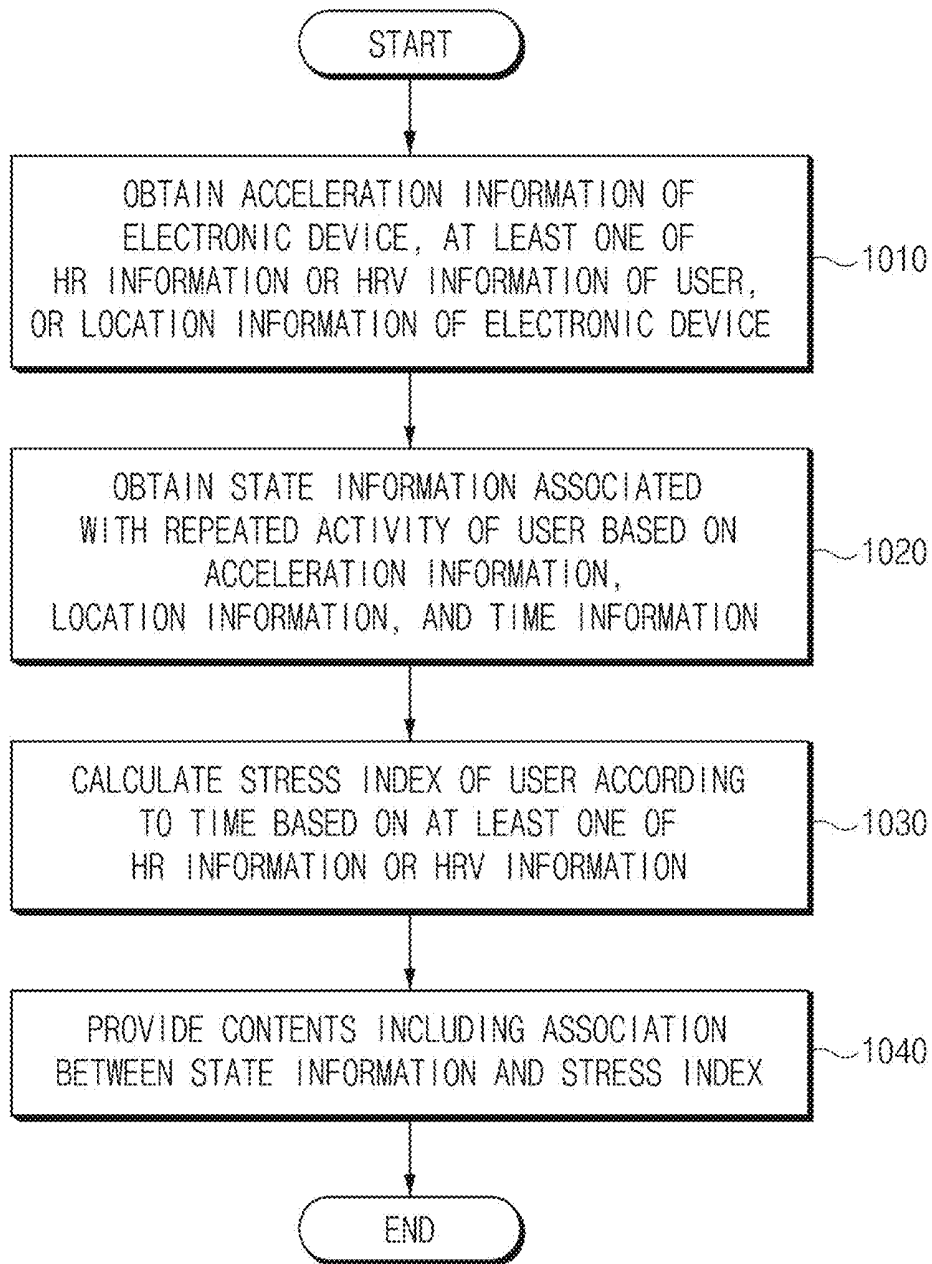 START
OBTAIN ACCELERATION INFORMATION OF
ELECTRONIC DEVICE, AT LEAST ONE OF
HR INFORMATION OR HRV INFORMATION OF USER,
OR LOCATION INFORMATION OF ELECTRONIC DEVICE
1010
OBTAIN STATE INFORMATION ASSOCIATED
WITH REPEATED ACTIVITY OF USER BASED ON
ACCELERATION INFORMATION,
LOCATION INFORMATION, AND TIME INFORMATION
1020
CALCULATE STRESS INDEX OF USER ACCORDING
TO TIME BASED ON AT LEAST ONE OF
HR INFORMATION OR HRV INFORMATION
1030
PROVIDE CONTENTS INCLUDING ASSOCIATION
BETWEEN STATE INFORMATION AND STRESS INDEX
1040
END